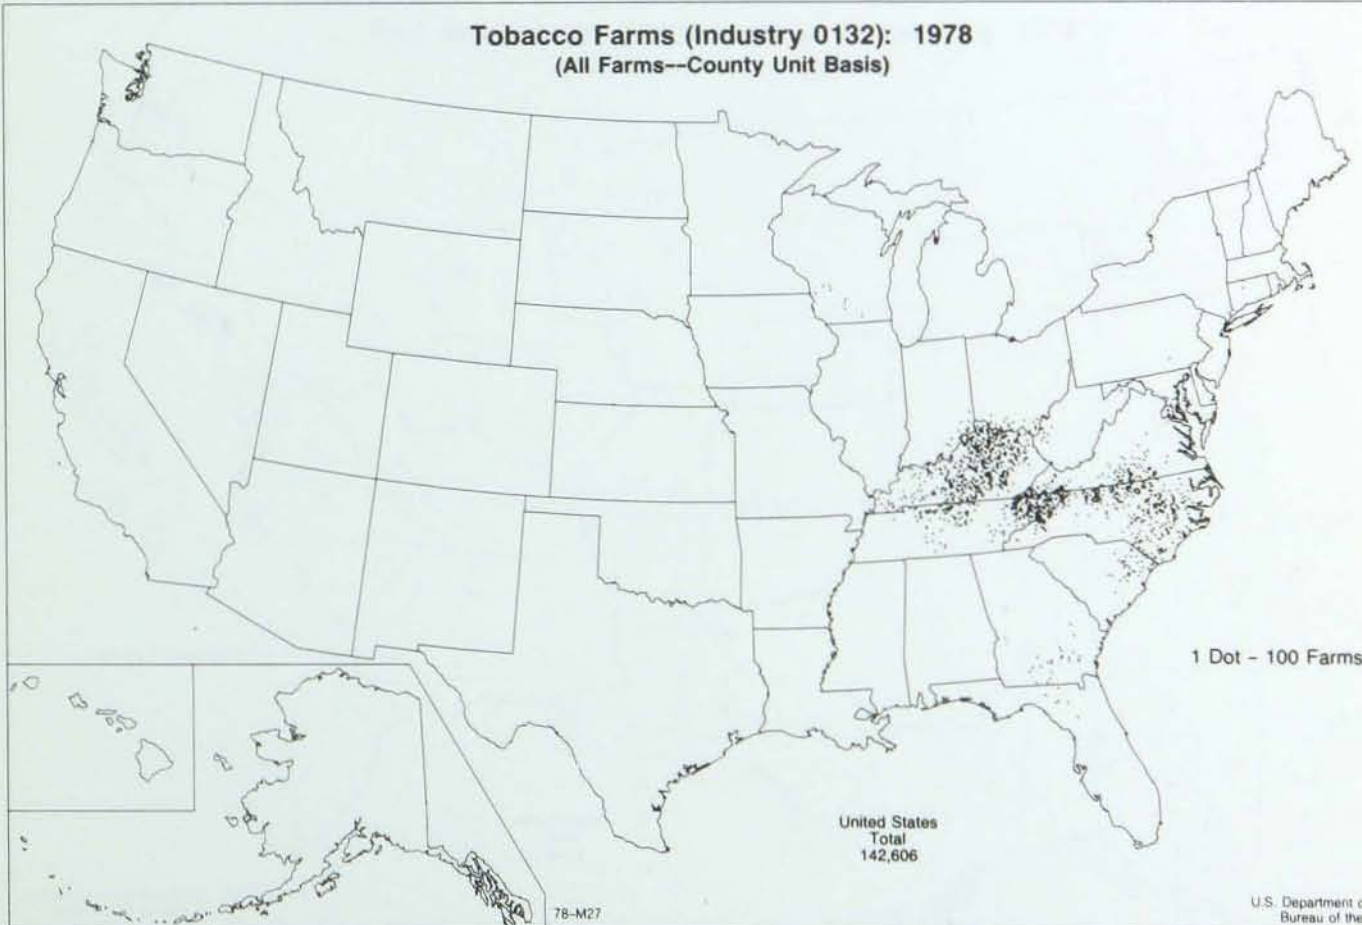 Tobacco Farms (Industry 0132): 1978
(All Farms--County Unit Basis)
1 Dot - 100 Farms
United States
Total
142,606
78-M27
U.S. Department
Bureau of the